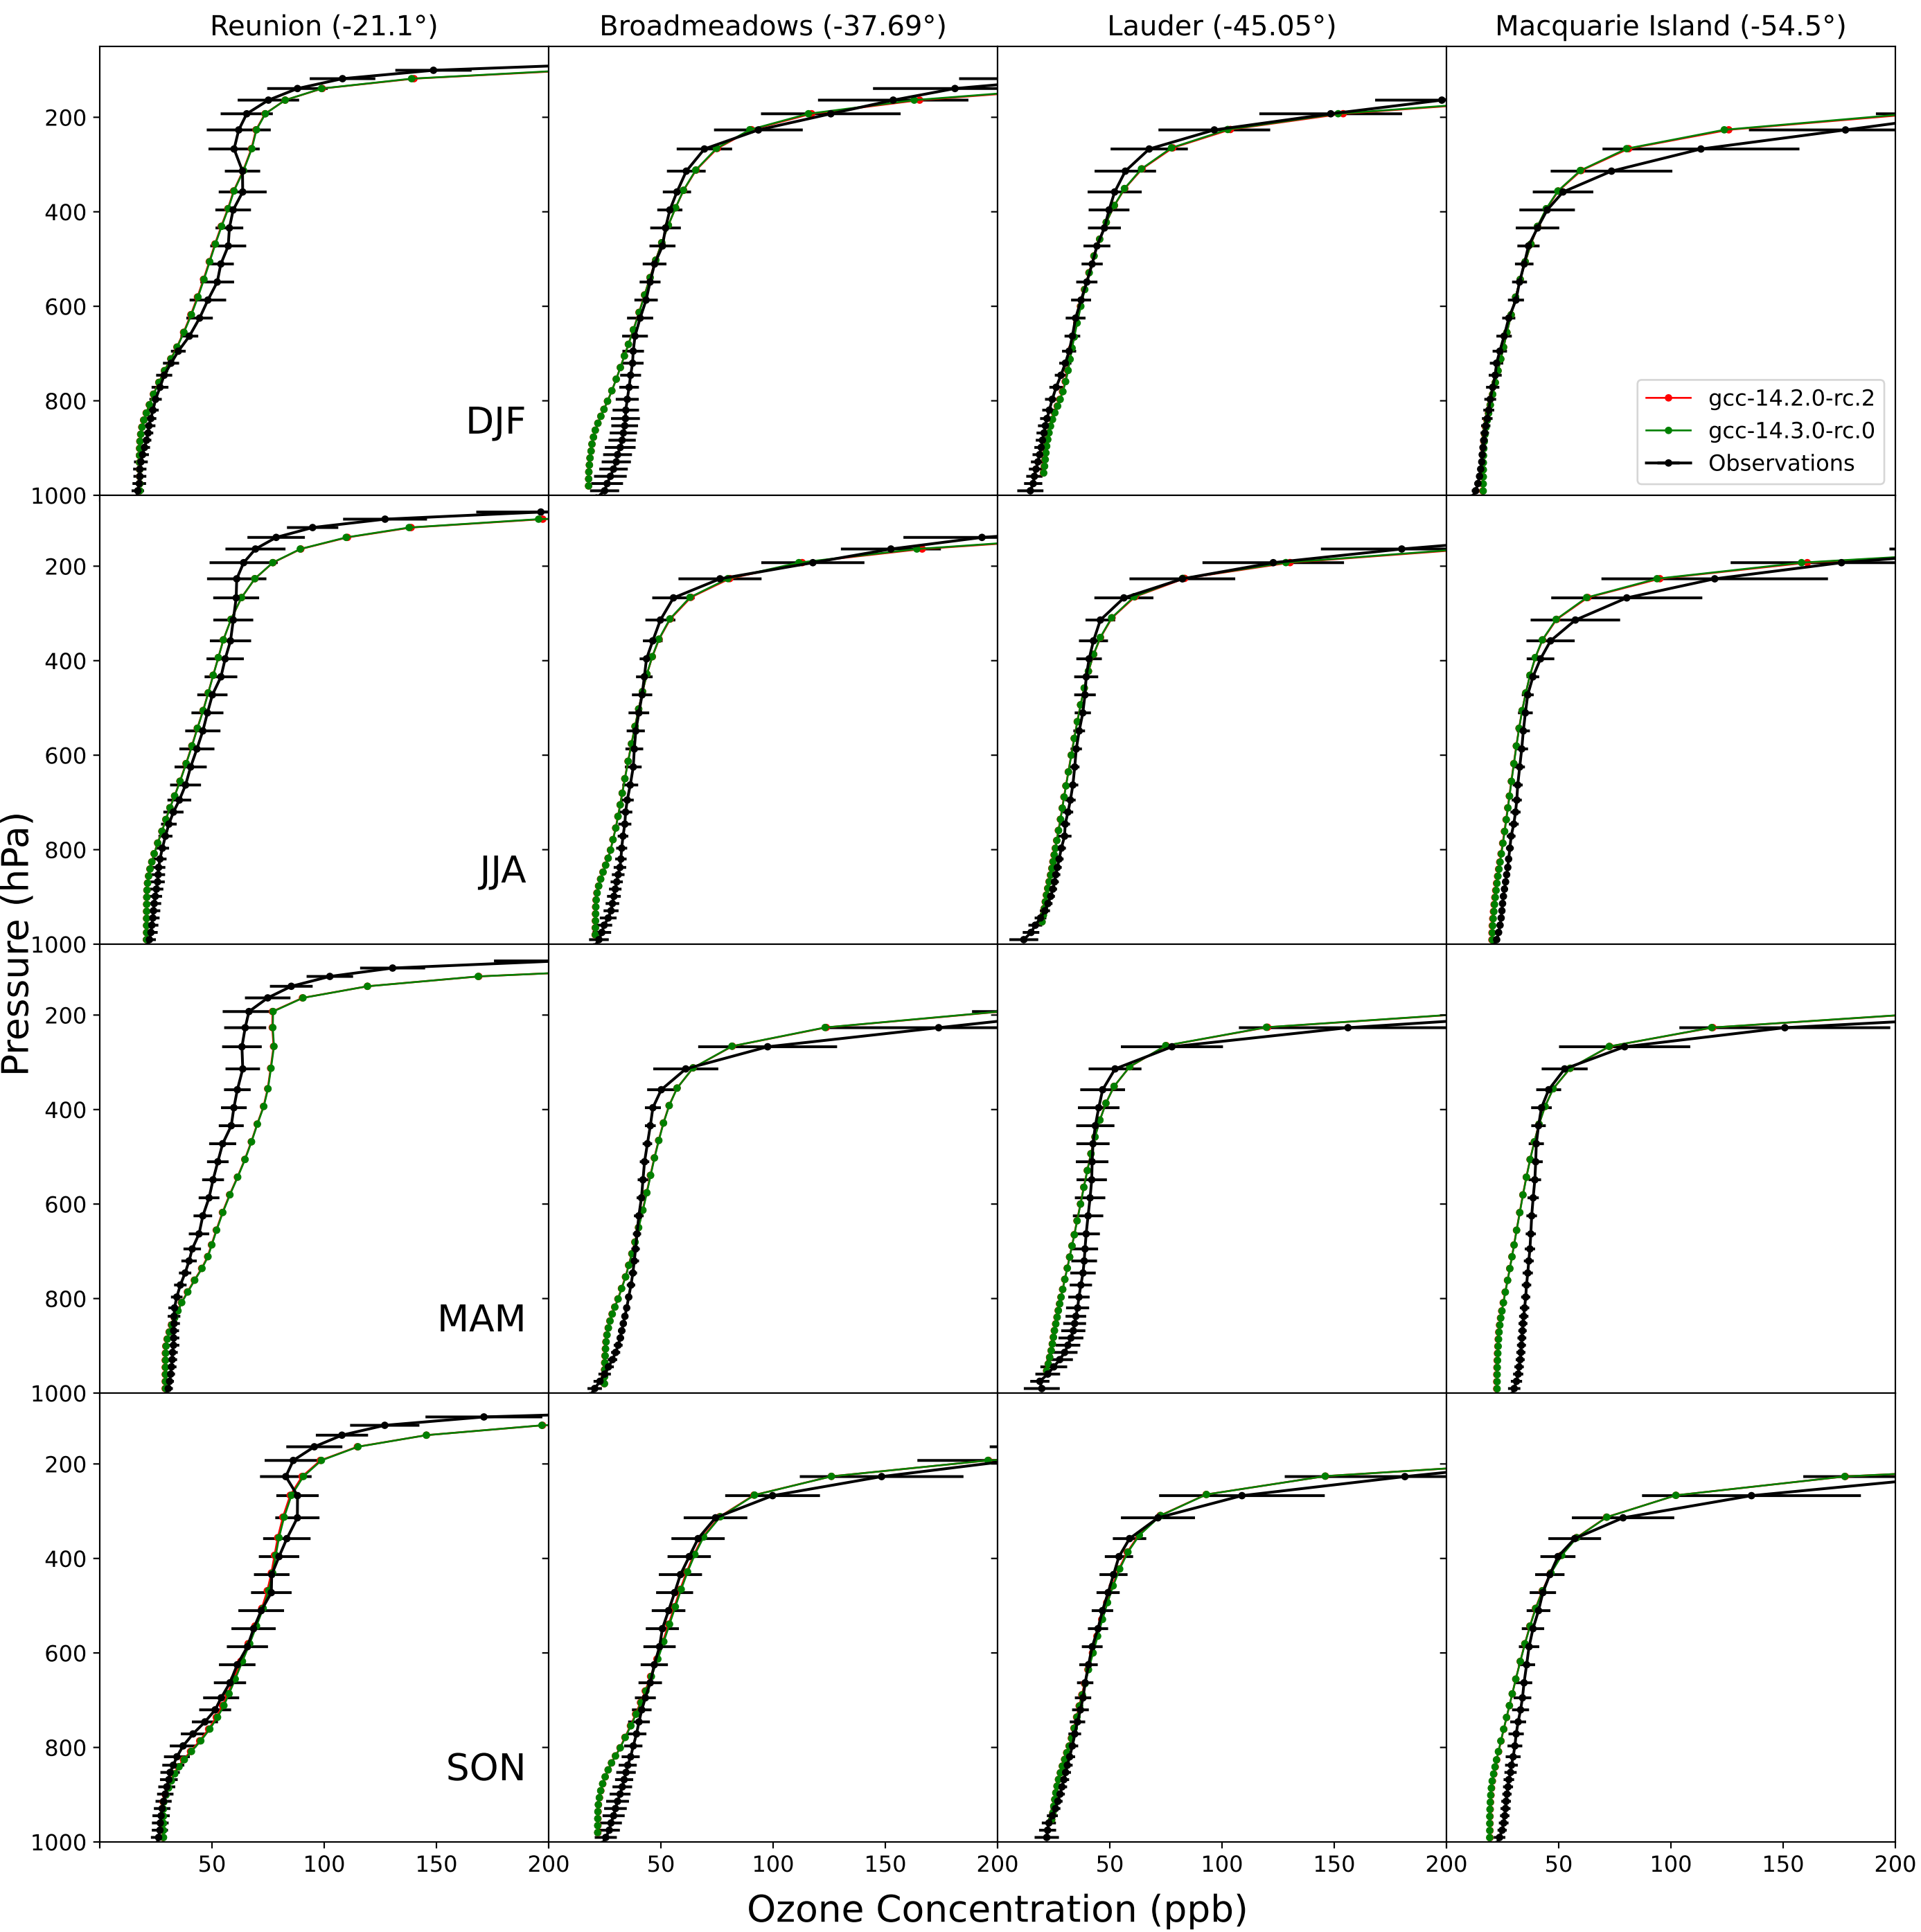 Reunion (-21.1°) Broadmeadows (-37.69°) Lauder (-45.05°) Macquarie Island (-54.5°)
200
400
600
800
1000
DJF
gcc-14.2.0-rc.2
gcc-14.3.0-rc.0
Observations
200
400
600
800
1000
JJA
200
400
600
800
1000
MAM
200
400
600
800
1000
SON
50 100 150 200 50 100 150 200 50 100 150 200 50 100 150 200
Pressure (hPa)
Ozone Concentration (ppb)